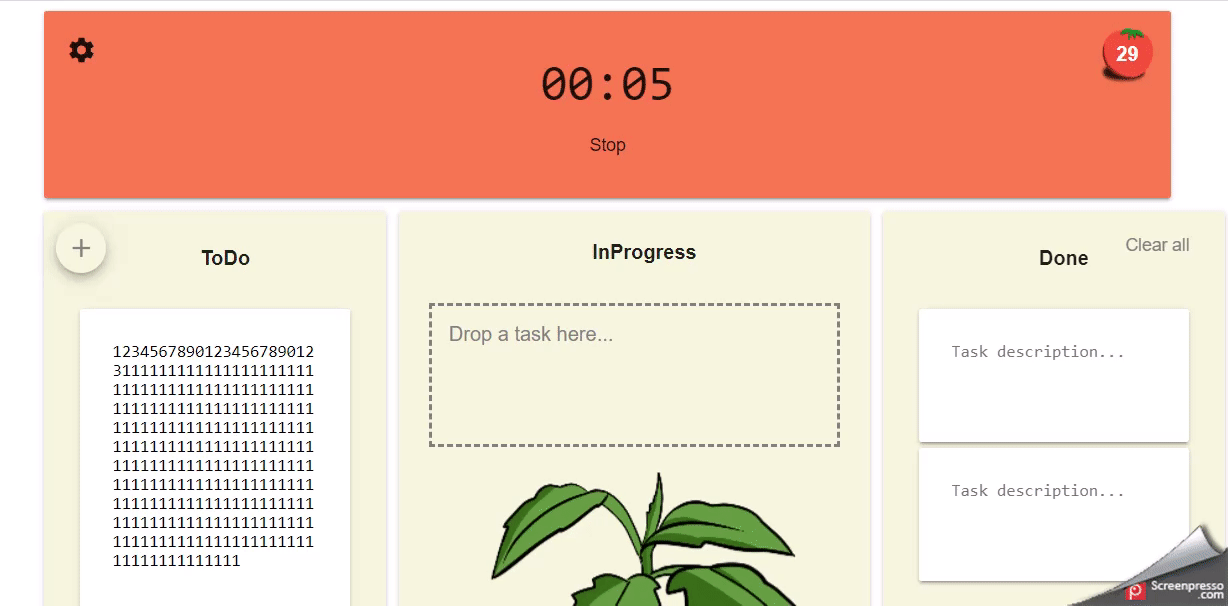 29
00:05
Stop
ToDo
InProgress
Done
Clear all
1234567890123456789012
3111111111111111111111
1111111111111111111111
1111111111111111111111
1111111111111111111111
1111111111111111111111
1111111111111111111111
1111111111111111111111
1111111111111111111111
1111111111111111111111
1111111111111111111111
11111111111111
Drop a task here...
Task description...
Task description...
Screenpresso
.com